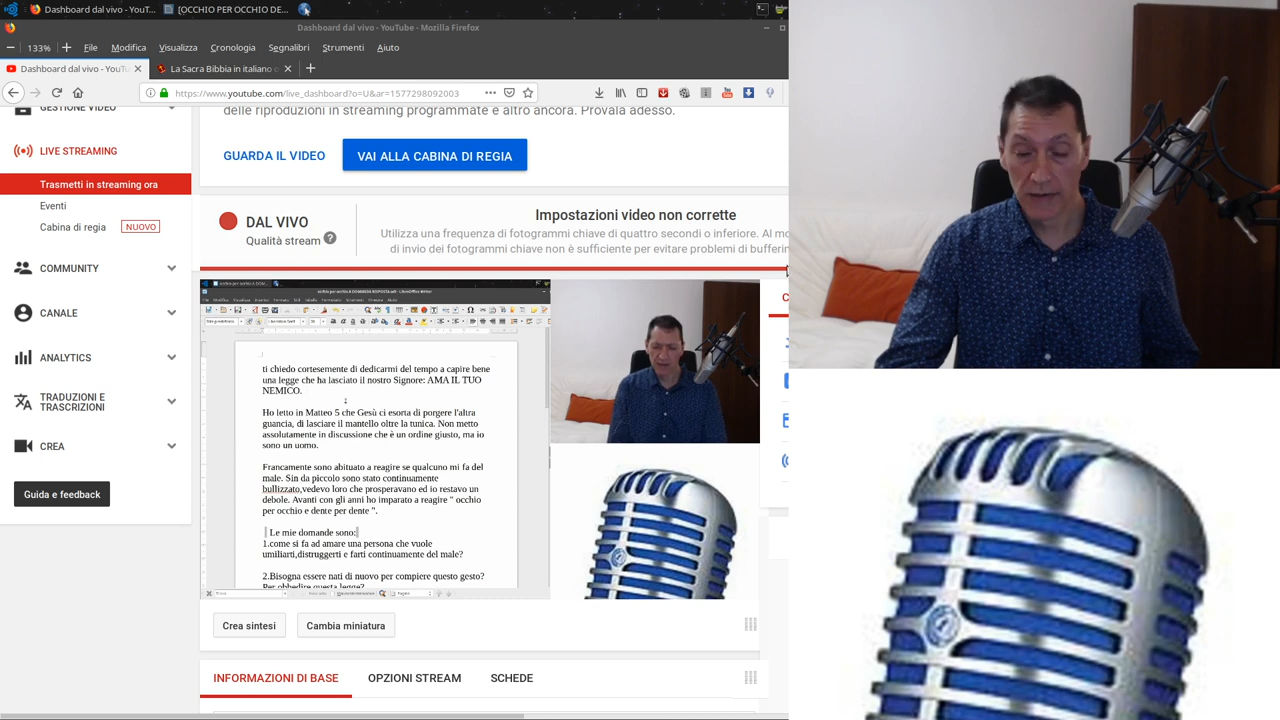 Dashboard dal vivo - YouT...
[OCCHIO PER OCCHIO DE...
Dashboard dal vivo - YouTube - Mozilla Firefox
133%
File Modifica Visualizza Cronologia Segnalibri Strumenti Aiuto
Dashboard dal vivo - YouTu
La Sacra Bibbia in italiano
https://www.youtube.com/live_dashboard?o=U&ar=1577298092003
GESTIONE VIDEO
delle riproduzioni in streaming programmate e altro ancora. Provala adesso.
GUARDA IL VIDEO
VAI ALLA CABINA DI REGIA
LIVE STREAMING
Trasmetti in streaming ora
Eventi
Cabina di regia NUOVO
COMMUNITY
CANALE
ANALYTICS
TRADUZIONI E
TRASCRIZIONI
CREA
Guida e feedback
DAL VIVO
Qualità stream ?
Impostazioni video non corrette
Utilizza una frequenza di fotogrammi chiave di quattro secondi o inferiore. Al mo
di invio dei fotogrammi chiave non è sufficiente per evitare problemi di bufferin
ti chiedo cortesemente di dedicarmi del tempo a capire bene
una legge che ha lasciato il nostro Signore: AMA IL TUO
NEMICO.
Ho letto in Matteo 5 che Gesù ci esorta di porgere l'altra
guancia, di lasciare il mantello oltre la tunica. Non metto
assolutamente in discussione che è un ordine giusto, ma io
sono un uomo.
Francamente sono abituato a reagire se qualcuno mi fa del
male. Sin da piccolo sono stato continuamente
bullizzato,vedevo loro che prosperavano ed io restavo un
debole. Avanti con gli anni ho imparato a reagire " occhio
per occhio e dente per dente ".
Le mie domande sono:
1.come si fa ad amare una persona che vuole
umiliarti,distruggerti e farti continuamente del male?
2.Bisogna essere nati di nuovo per compiere questo gesto?
Per obbedire questa legge?
Crea sintesi
Cambia miniatura
INFORMAZIONI DI BASE
OPZIONI STREAM
SCHEDE